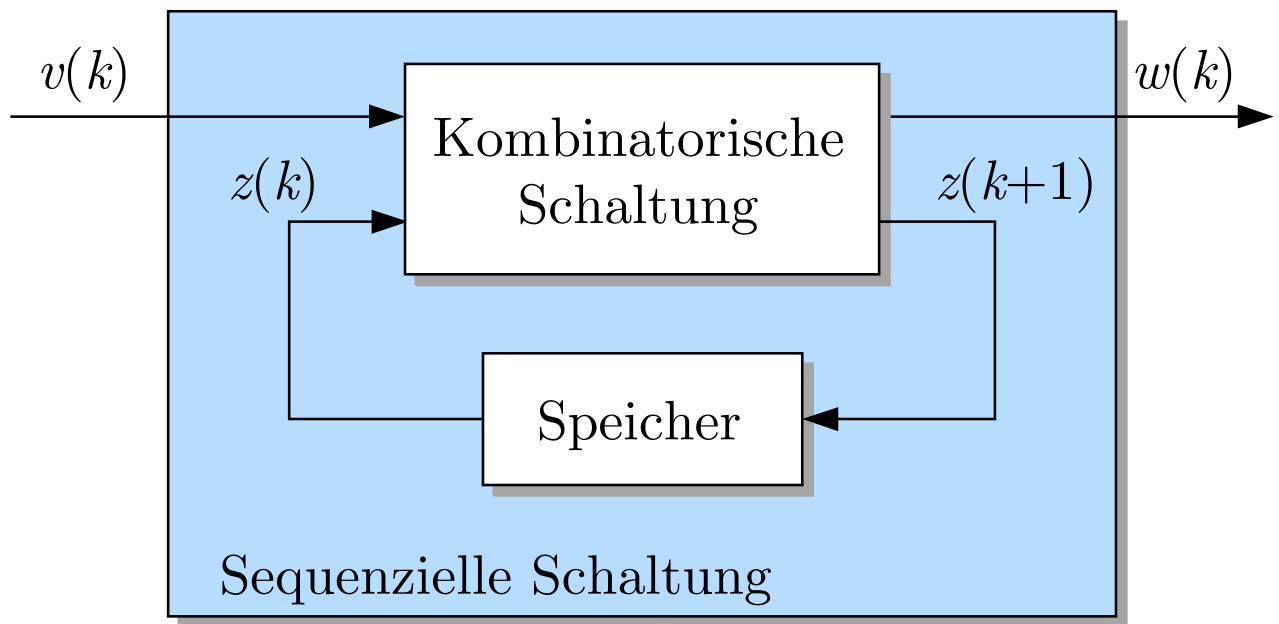 v(k)
w(k)
Kombinatorische
Schaltung
z(k)
z(k+1)
Speicher
Sequenzielle Schaltung